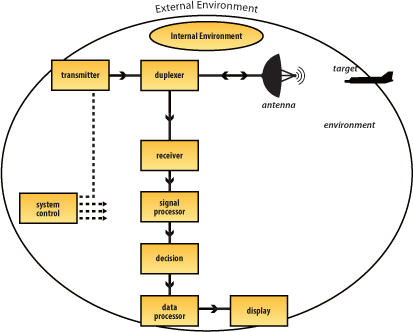 External Environment
Internal Environment
transmitter
duplexer
target
antenna
environment
receiver
system
control
signal
processor
decision
data
processor
display